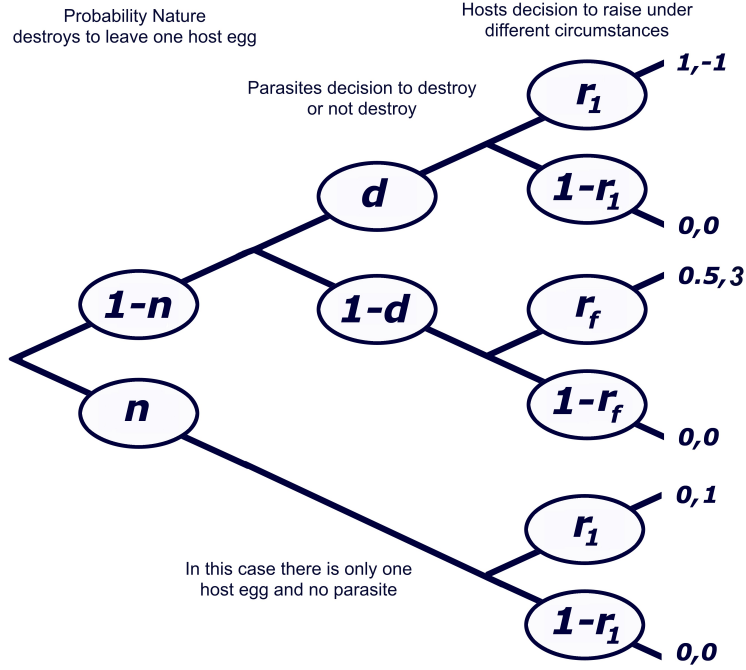 Probability Nature
destroys to leave one host egg
Hosts decision to raise under
different circumstances
Parasites decision to destroy
or not destroy
r1
1,-1
d
1-r1
0,0
1-n
1-d
rf
0.5,3
1-rf
0,0
n
r1
0,1
In this case there is only one
host egg and no parasite
1-r1
0,0